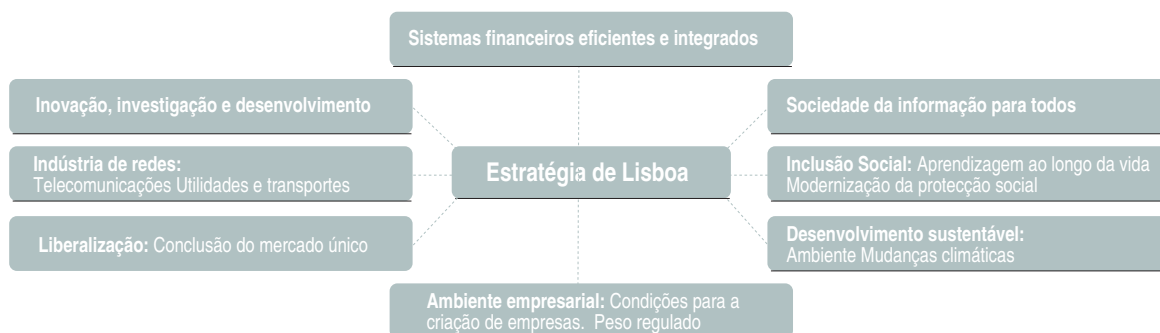 Sistemas financeiros eficientes e integrados
Inovação, investigação e desenvolvimento
Sociedade da informação para todos
Indústria de redes:
Telecomunicações Utilidades e transportes
Estratégia de Lisboa
Inclusão Social: Aprendizagem ao longo da vida
Modernização da protecção social
Liberalização: Conclusão do mercado único
Desenvolvimento sustentável:
Ambiente Mudanças climáticas
Ambiente empresarial: Condições para a
criação de empresas. Peso regulado